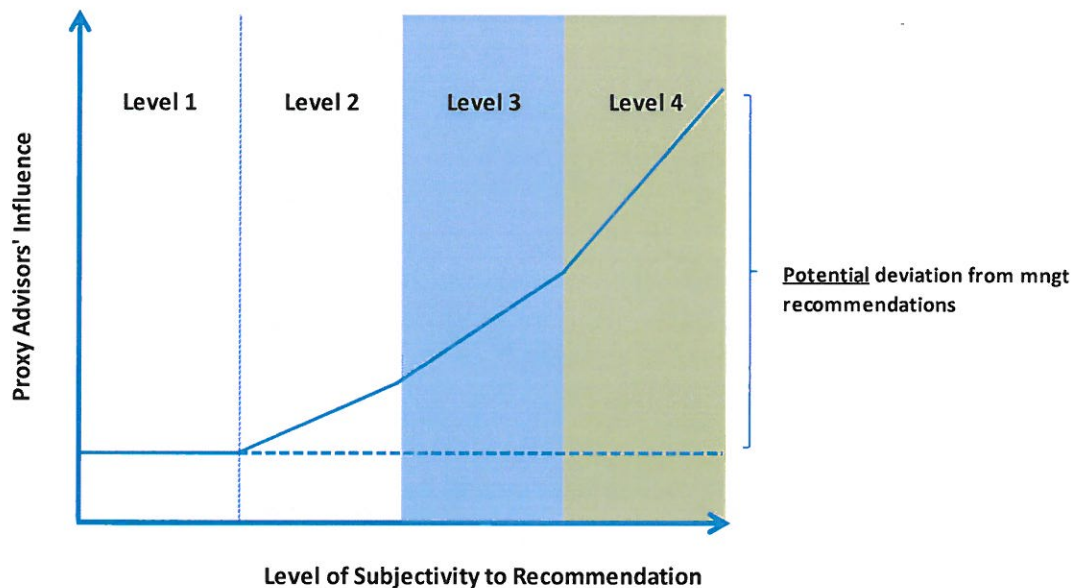 Level 1
Level 2
Level 3
Level 4
Proxy Advisors' Influence
Potential deviation from mngt
recommendations
Level of Subjectivity to Recommendation